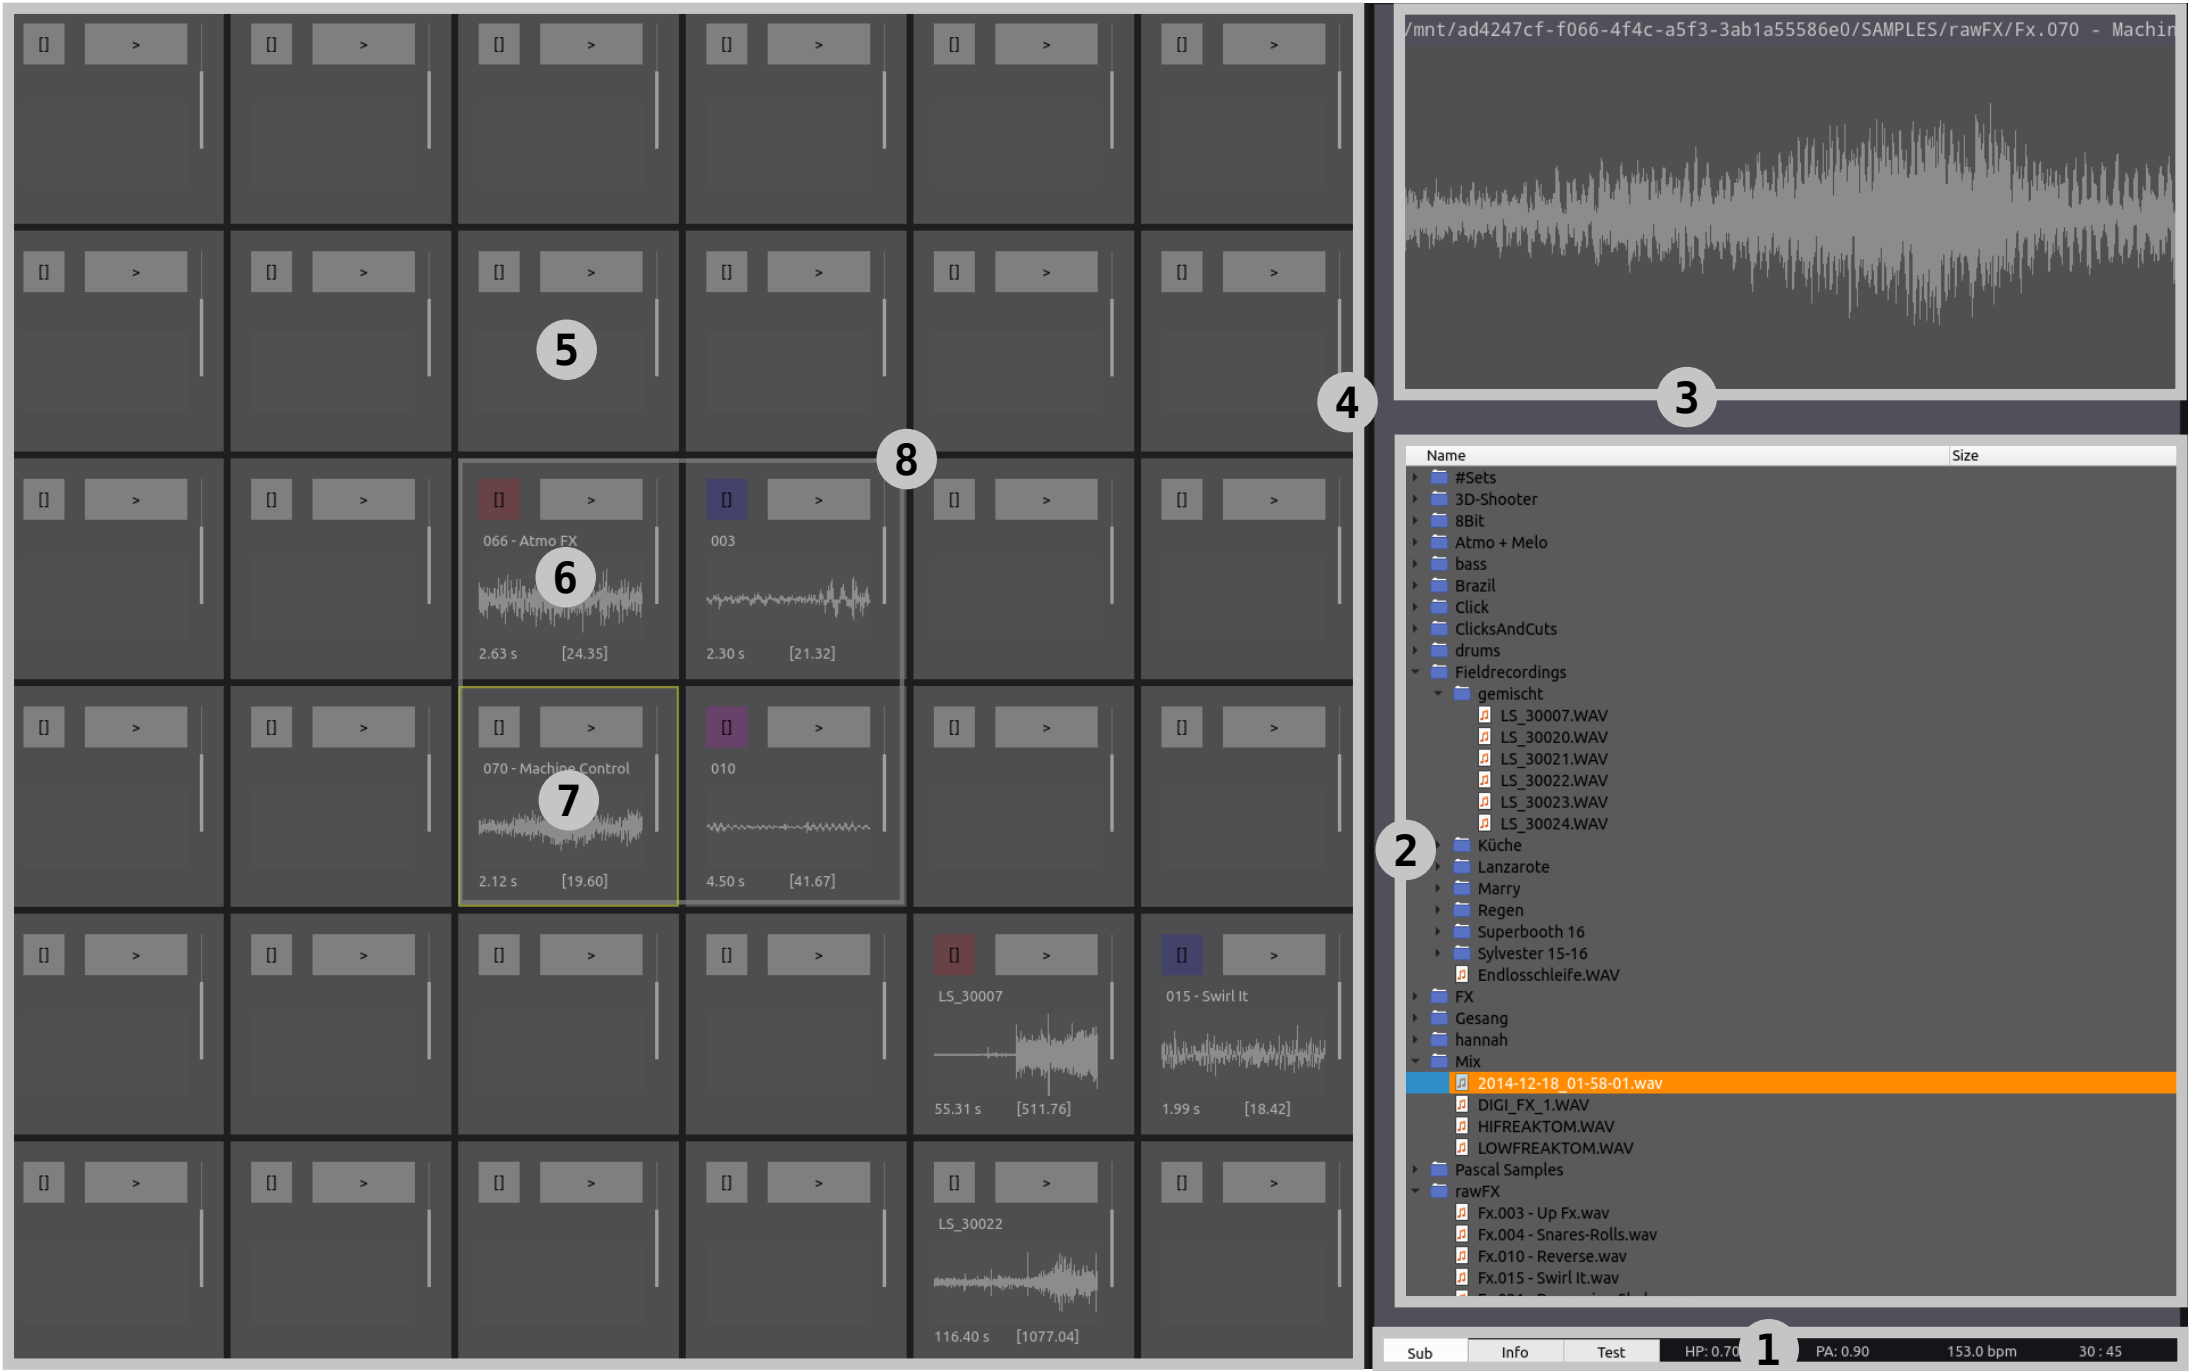 [] > [] > [] > [] > [] > [] >
[] > [] > [] > [] > [] > [] >
5
4
8
[] > [] > [] > [] > [] > [] >
066 - Atmo FX 003
6
2.63 s [24.35] 2.30 s [21.32]
[] > [] > [] > [] > [] > [] >
070 - Machine Control 010
7
2.12 s [19.60] 4.50 s [41.67]
[] > [] > [] > [] > [] > [] >
LS_30007 015 - Swirl It
55.31 s [511.76] 1.99 s [18.42]
[] > [] > [] > [] > [] > [] >
LS_30022
116.40 s [1077.04]
/mnt/ad4247cf-f066-4f4c-a5f3-3ab1a55586e0/SAMPLES/rawFX/Fx.070 - Machin
3
Name Size
#Sets
3D-Shooter
8Bit
Atmo + Melo
bass
Brazil
Click
ClicksAndCuts
drums
Fieldrecordings
gemischt
LS_30007.WAV
LS_30020.WAV
LS_30021.WAV
LS_30022.WAV
LS_30023.WAV
LS_30024.WAV
2
Küche
Lanzarote
Marry
Regen
Superbooth 16
Sylvester 15-16
Endlosschleife.WAV
FX
Gesang
hannah
Mix
2014-12-18_01-58-01.wav
DIGI_FX_1.WAV
HIFREAKTOM.WAV
LOWFREAKTOM.WAV
Pascal Samples
rawFX
Fx.003 - Up Fx.wav
Fx.004 - Snares-Rolls.wav
Fx.010 - Reverse.wav
Fx.015 - Swirl It.wav
Sub Info Test HP: 0.70 1 PA: 0.90 153.0 bpm 30 : 45